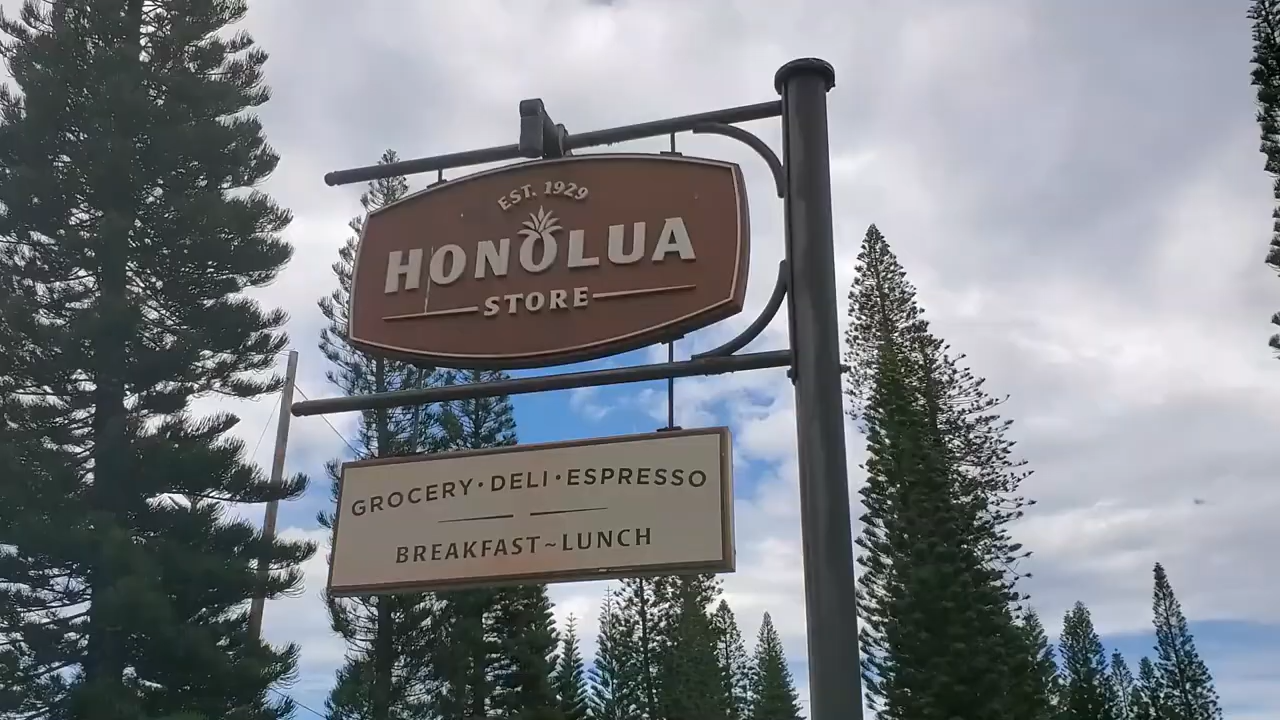 EST. 1929
HONOLUA
STORE
GROCERY·DELI·ESPRESSO
BREAKFAST~LUNCH